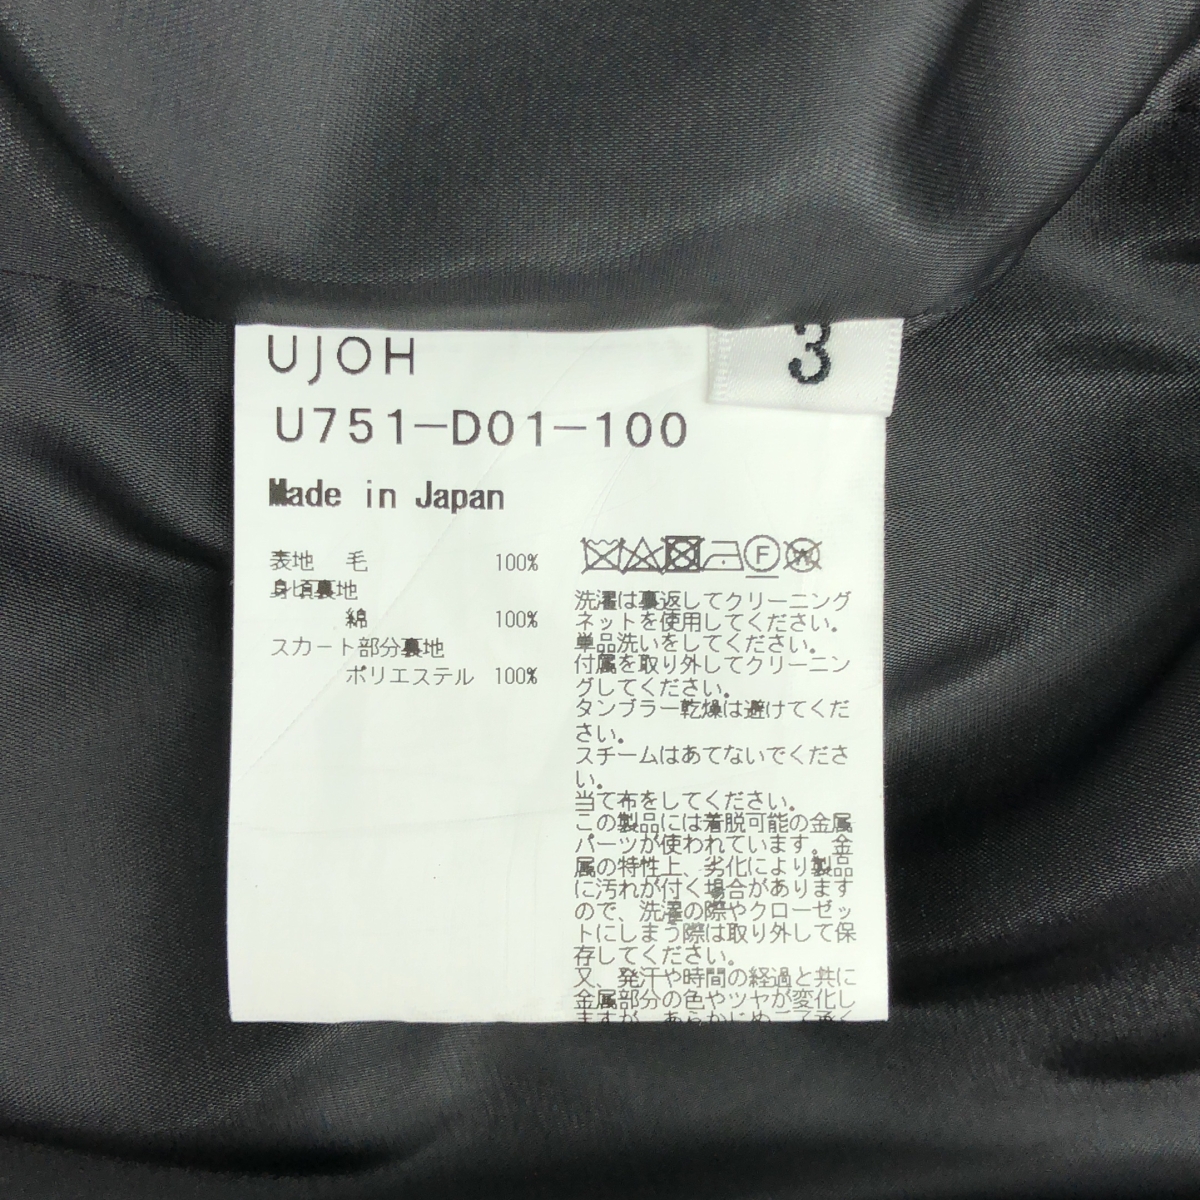 UJOH
3
U751-D01-100
Made in Japan
表地 毛 100%
身頃裏地
綿 100%
スカート部分裏地
ポリエステル 100%
F
W
洗濯は裏返してクリーニング
ネットを使用してください。
単品洗いをしてください。
付属を取り外してクリーニン
グしてください。
タンブラー乾燥は避けてくだ
さい。
スチームはあてないでくださ
い。
当て布をしてください。
この製品には着脱可能の金属
パーツが使われています。金
属の特性上、劣化により製品
に汚れが付く場合があります
ので、洗濯の際やクローゼッ
トにしまう際は取り外して保
存してください。
又、発汗や時間の経過と共に
金属部分の色やツヤが変化し
ますが、あらかじめご了承く